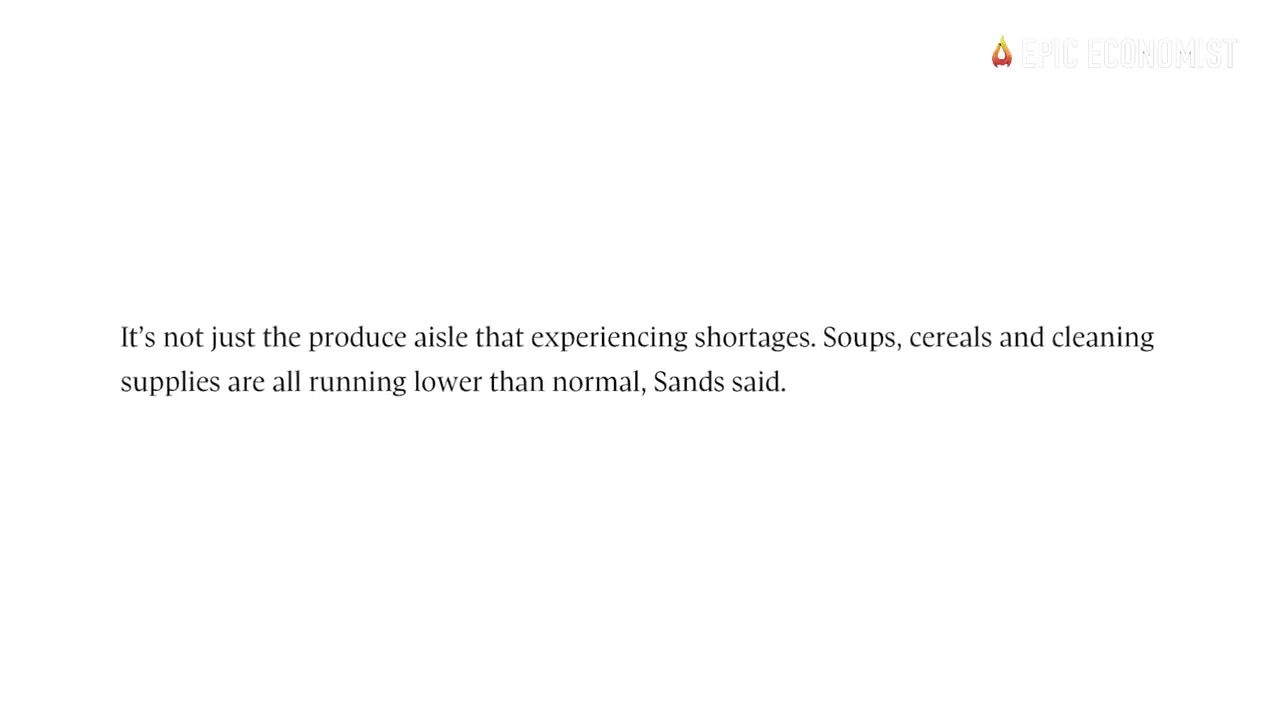 EPIC ECONOMIST
It’s not just the produce aisle that experiencing shortages. Soups, cereals and cleaning
supplies are all running lower than normal, Sands said.